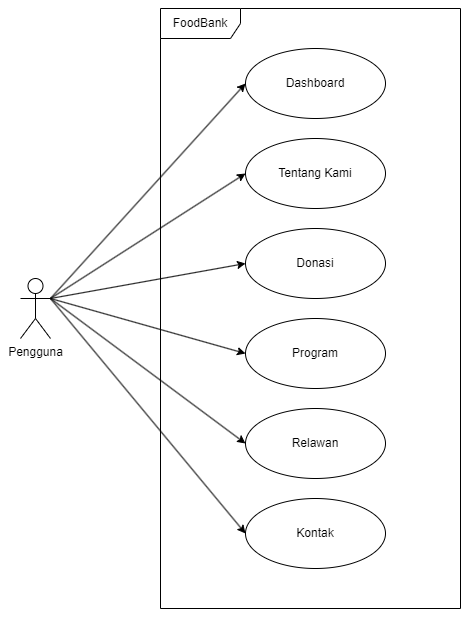 FoodBank
Dashboard
Tentang Kami
Donasi
Pengguna
Program
Relawan
Kontak